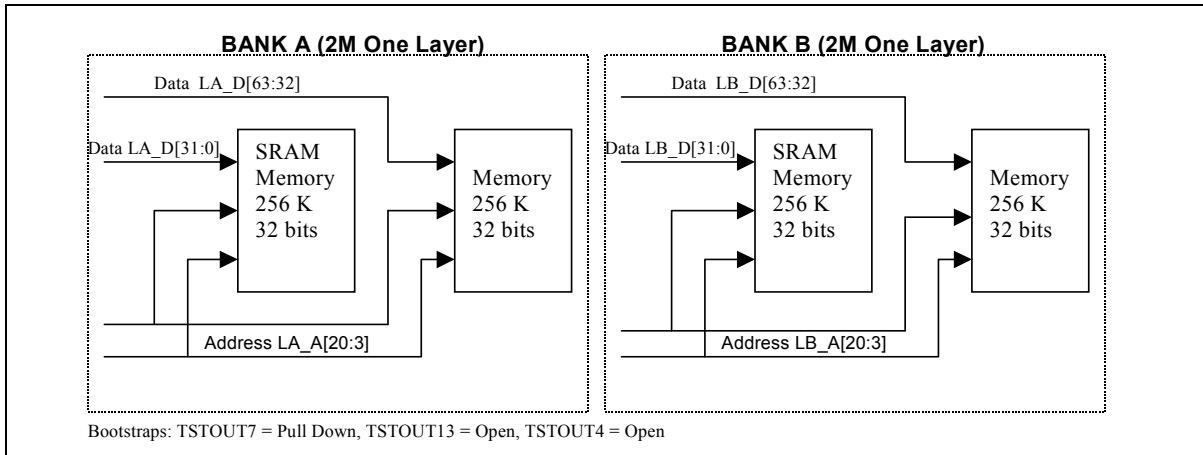 BANK A (2M One Layer)
Data LA_D[63:32]
Data LA_D[31:0]
SRAM
Memory
256 K
32 bits
Memory
256 K
32 bits
Address LA_A[20:3]
BANK B (2M One Layer)
Data LB_D[63:32]
Data LB_D[31:0]
SRAM
Memory
256 K
32 bits
Memory
256 K
32 bits
Address LB_A[20:3]
Bootstraps: TSTOUT7 = Pull Down, TSTOUT13 = Open, TSTOUT4 = Open